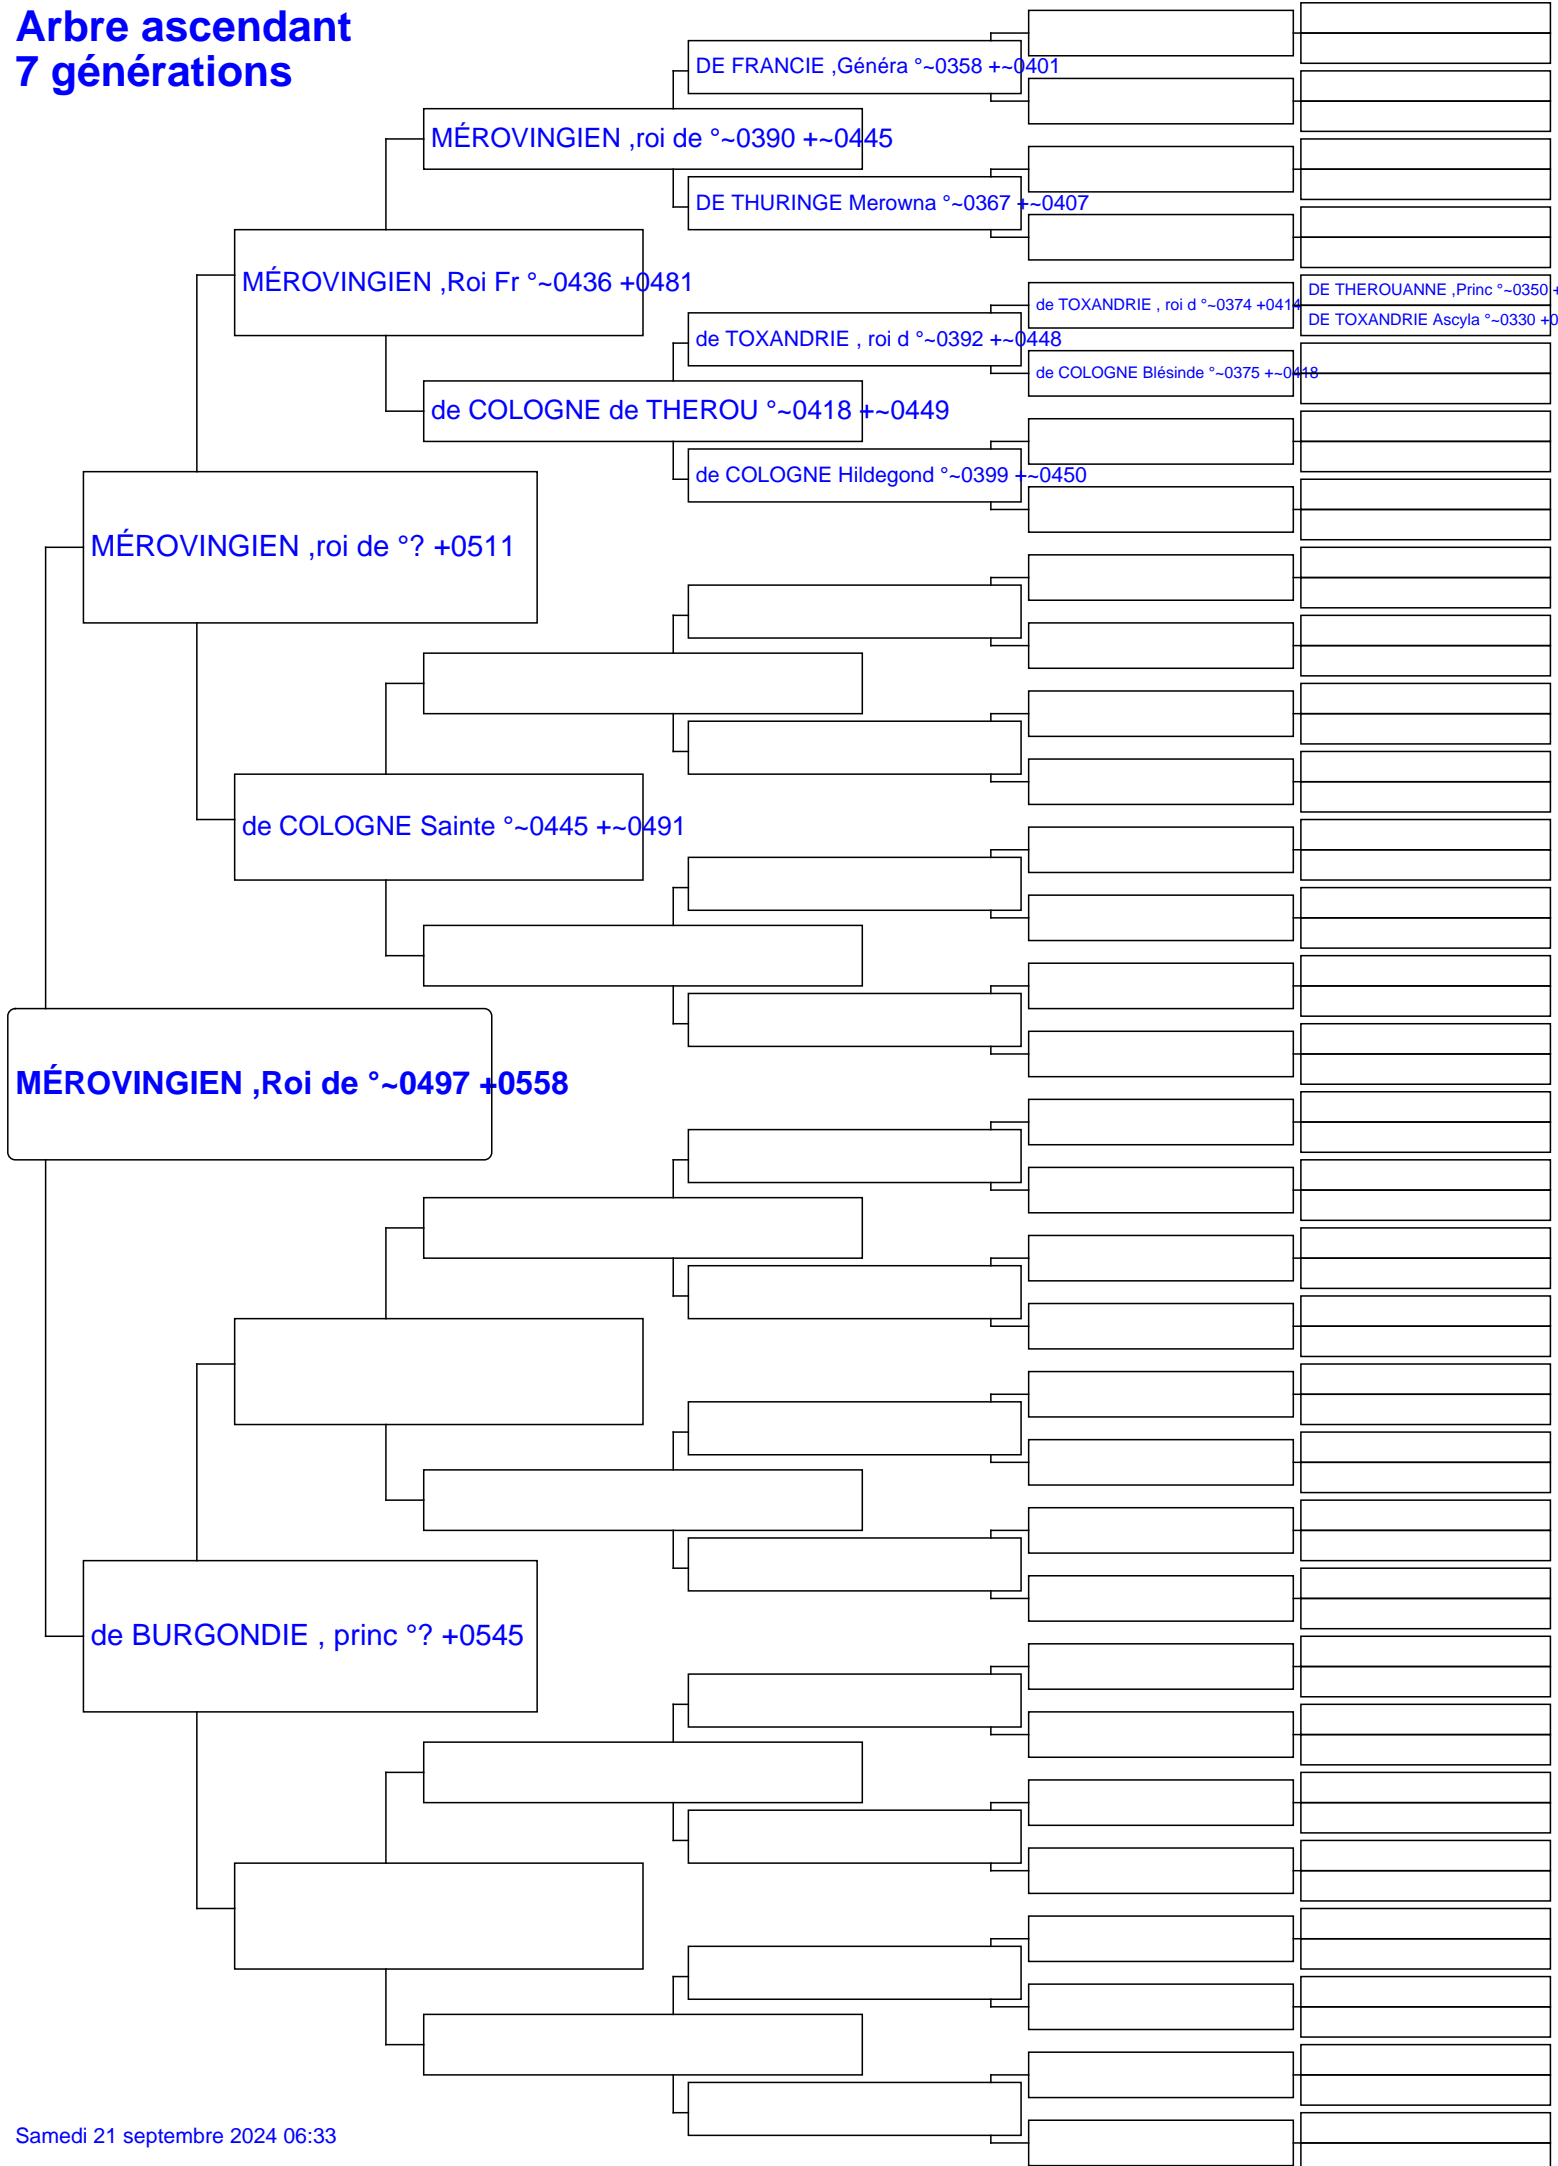 Arbre ascendant
7 générations
DE FRANCIE ,Généra °~0358 +~0401
MÉROVINGIEN ,roi de °~0390 +~0445
DE THURINGE Merowna °~0367 +~0407
MÉROVINGIEN ,Roi Fr °~0436 +0481
DE THEROUANNE ,Princ °~0350 +
de TOXANDRIE , roi d °~0374 +0414
DE TOXANDRIE Ascyla °~0330 +0
de TOXANDRIE , roi d °~0392 +~0448
de COLOGNE Blésinde °~0375 +~0418
de COLOGNE de THEROU °~0418 +~0449
de COLOGNE Hildegond °~0399 +~0450
MÉROVINGIEN ,roi de °? +0511
de COLOGNE Sainte °~0445 +~0491
MÉROVINGIEN ,Roi de °~0497 +0558
de BURGONDIE , princ °? +0545
Samedi 21 septembre 2024 06:33